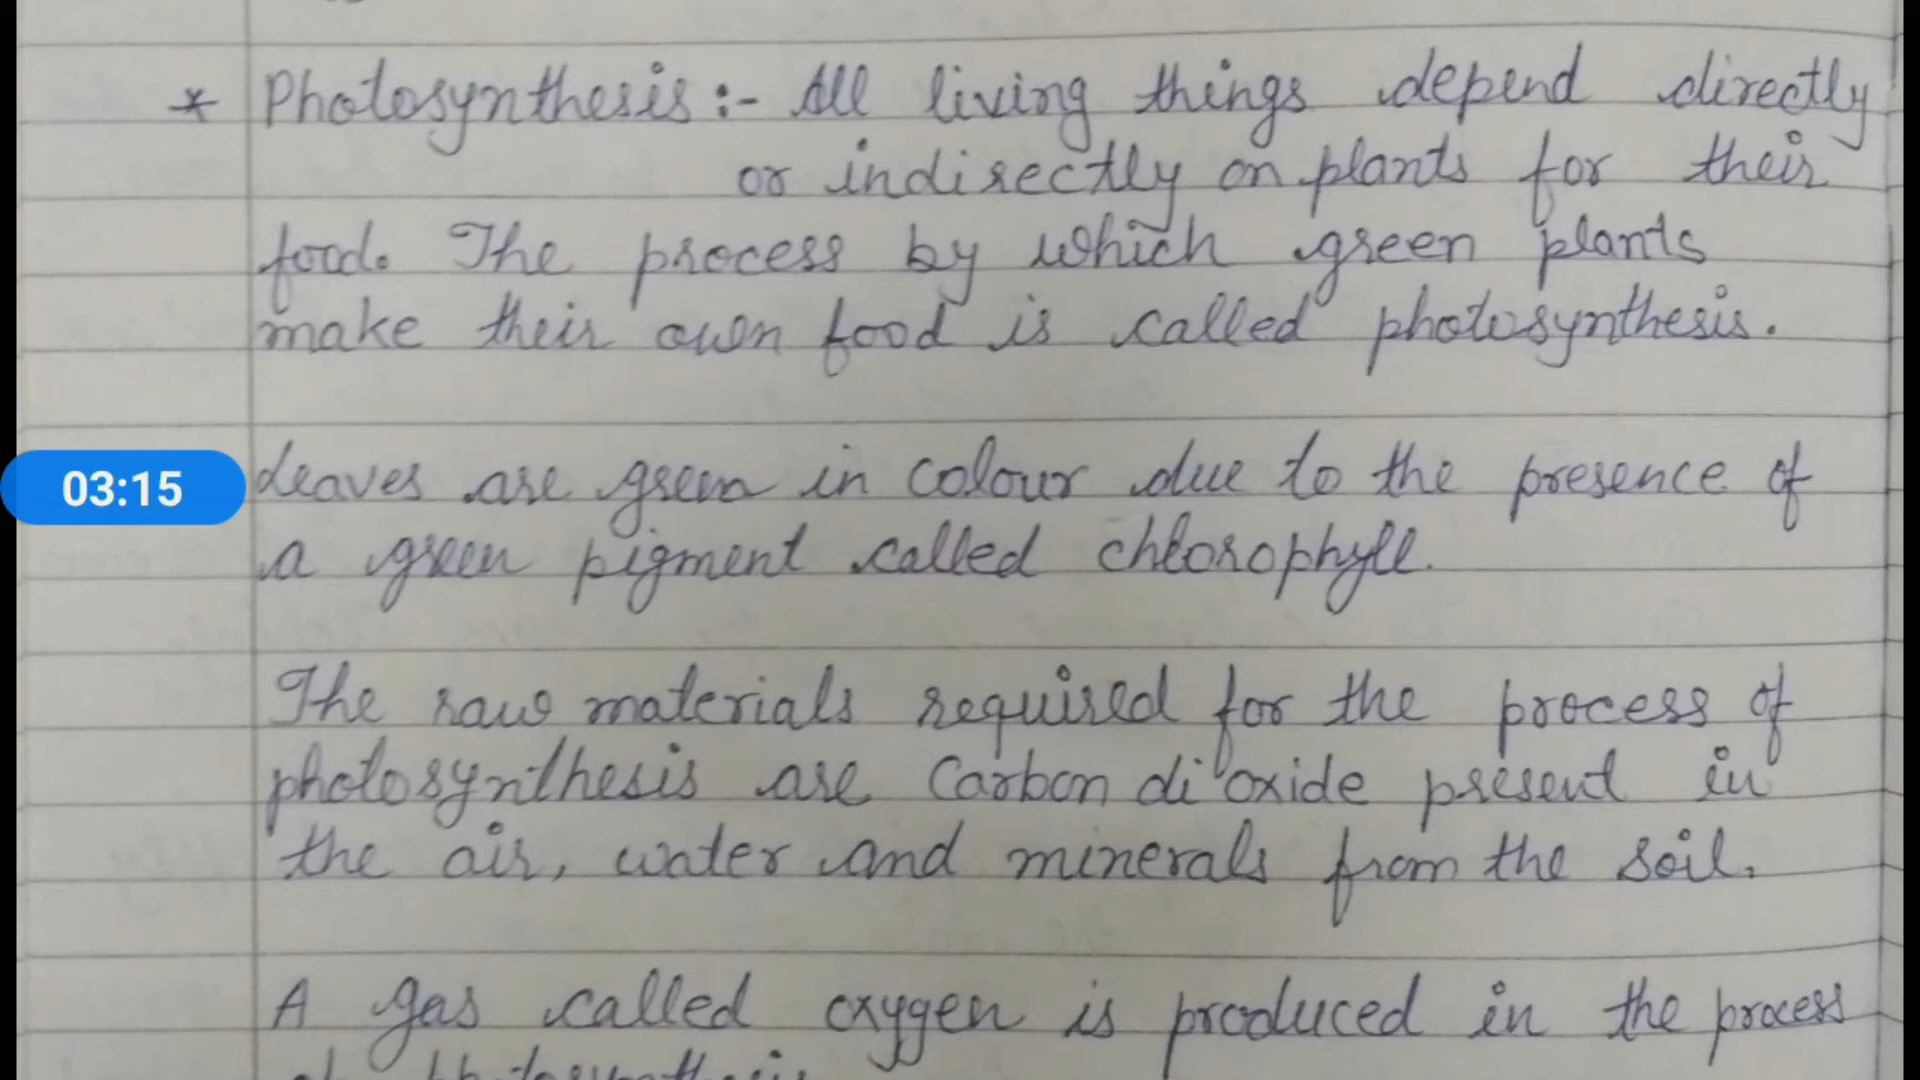 * Photosynthesis :- All living things depend directly
or indirectly on plants for their
food. The process by which green plants
make their own food is called photosynthesis.
03:15
Leaves are green in colour due to the presence of
a green pigment called chlorophyll.
The raw materials required for the process of
photosynthesis are Carbon dioxide present in
the air, water and minerals from the soil.
A gas called oxygen is produced in the process
of photosynthesis